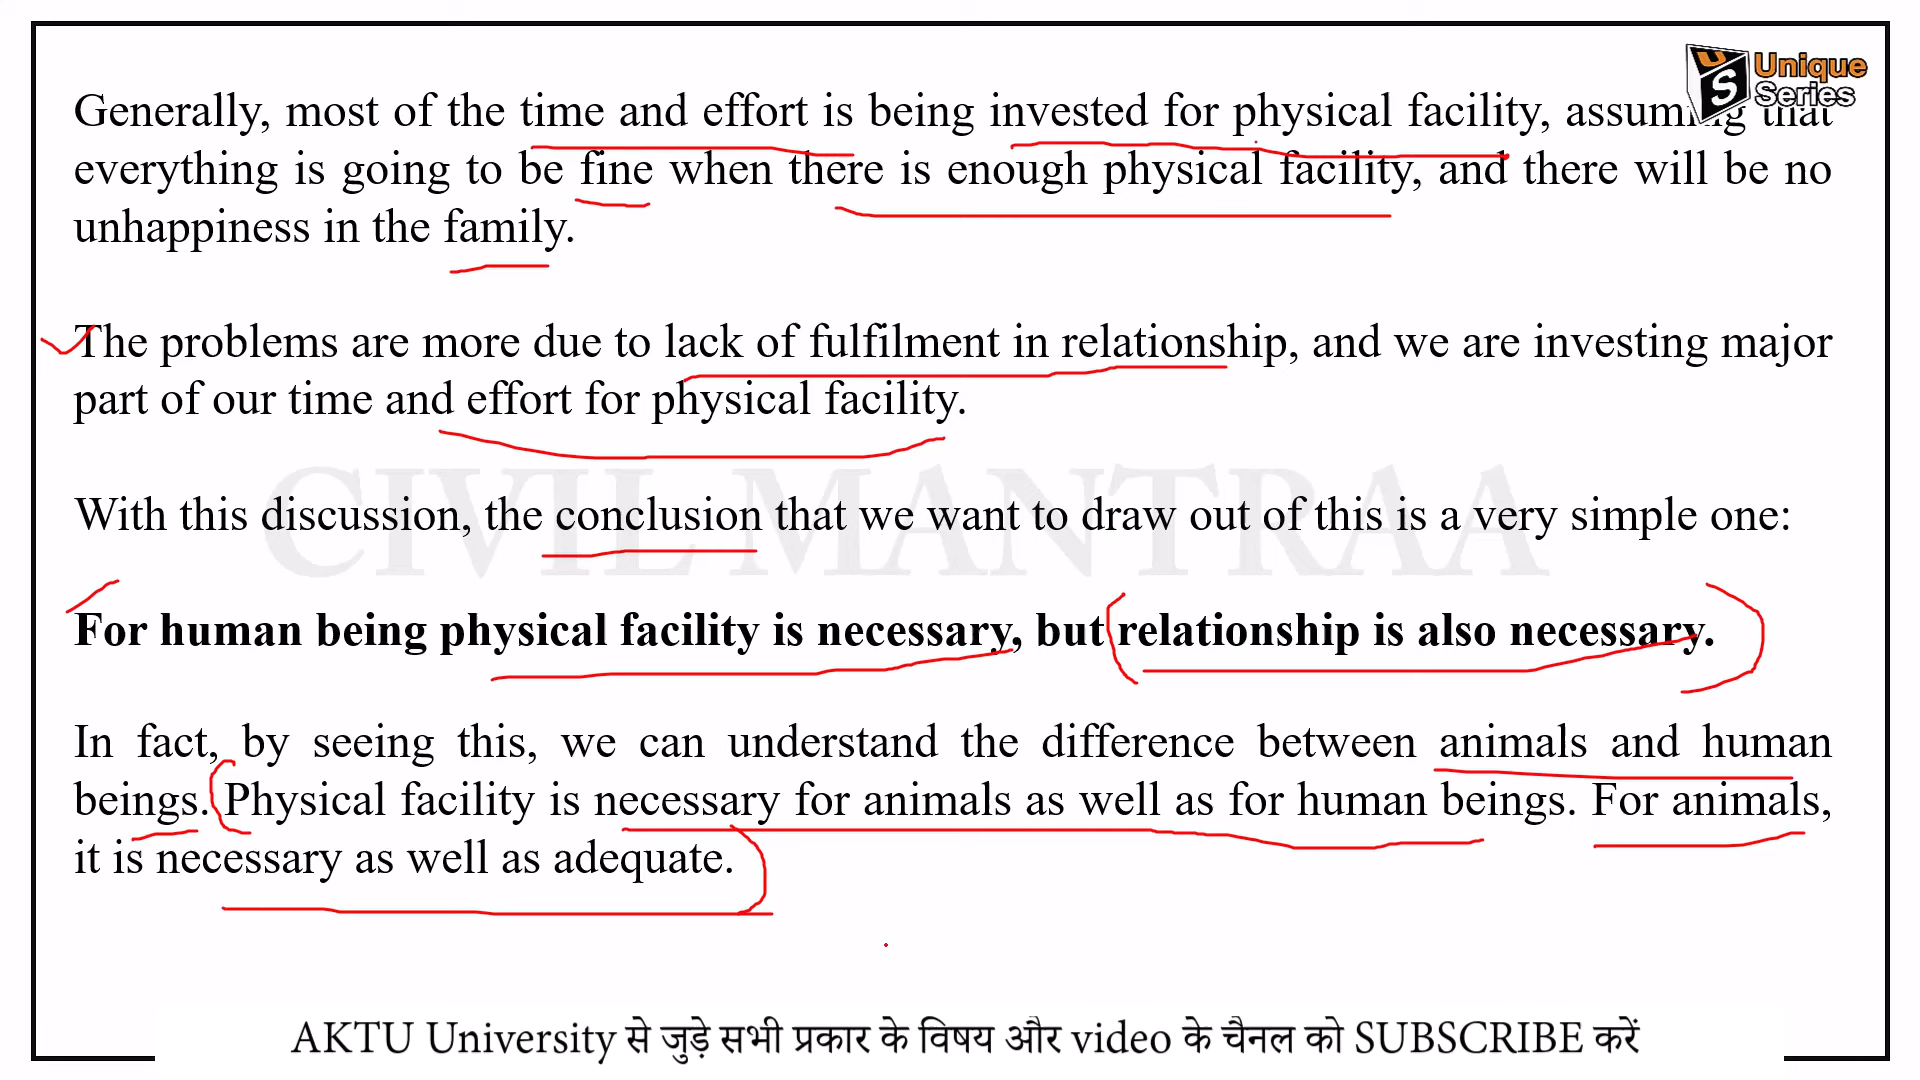 Unique
Series
US
Generally, most of the time and effort is being invested for physical facility, assuming that
everything is going to be fine when there is enough physical facility, and there will be no
unhappiness in the family.
The problems are more due to lack of fulfilment in relationship, and we are investing major
part of our time and effort for physical facility.
CIVIL MANTRAA
With this discussion, the conclusion that we want to draw out of this is a very simple one:
For human being physical facility is necessary, but relationship is also necessary.
In fact, by seeing this, we can understand the difference between animals and human
beings. Physical facility is necessary for animals as well as for human beings. For animals,
it is necessary as well as adequate.
AKTU University से जुड़े सभी प्रकार के विषय और video के चैनल को SUBSCRIBE करें